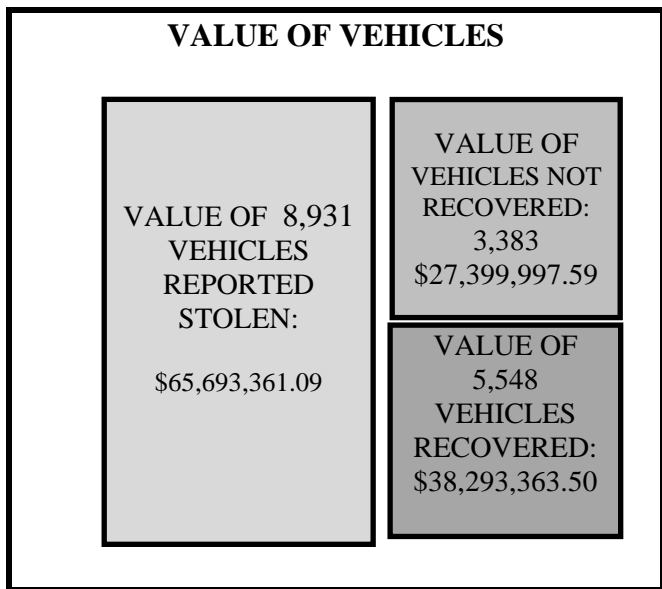 VALUE OF VEHICLES
VALUE OF 8,931
VEHICLES
REPORTED
STOLEN:
$65,693,361.09
VALUE OF
VEHICLES NOT
RECOVERED:
3,383
$27,399,997.59
VALUE OF
5,548
VEHICLES
RECOVERED:
$38,293,363.50